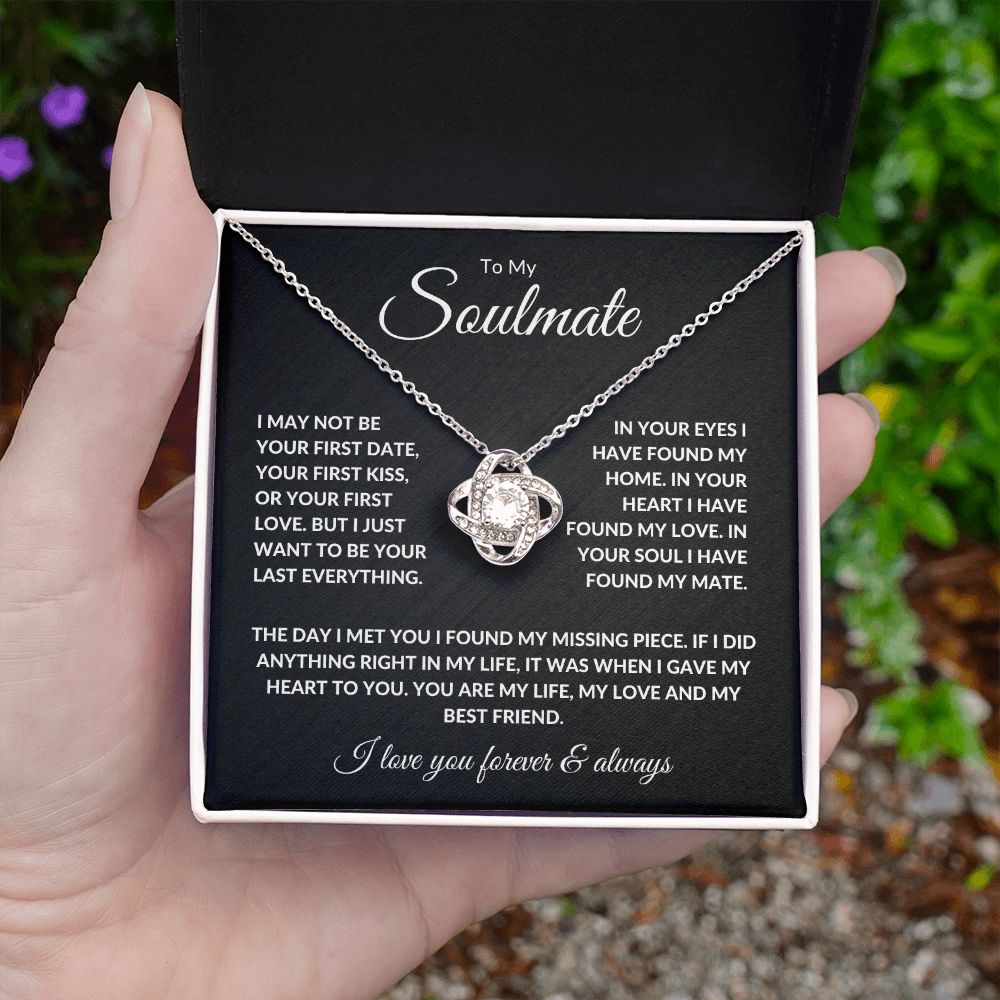 To My
Soulmate
I MAY NOT BE
YOUR FIRST DATE,
YOUR FIRST KISS,
OR YOUR FIRST
LOVE. BUT I JUST
WANT TO BE YOUR
LAST EVERYTHING.
IN YOUR EYES I
HAVE FOUND MY
HOME. IN YOUR
HEART I HAVE
FOUND MY LOVE. IN
YOUR SOUL I HAVE
FOUND MY MATE.
THE DAY I MET YOU I FOUND MY MISSING PIECE. IF I DID
ANYTHING RIGHT IN MY LIFE, IT WAS WHEN I GAVE MY
HEART TO YOU. YOU ARE MY LIFE, MY LOVE AND MY
BEST FRIEND.
I love you forever & always